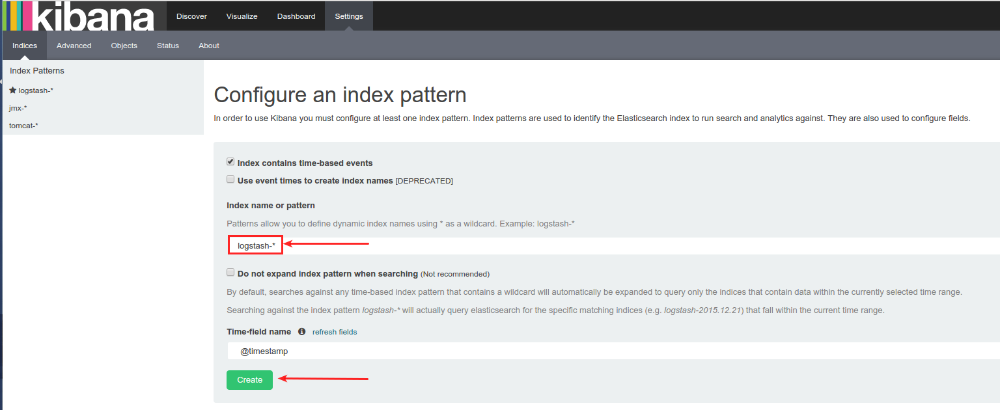 kibana Discover Visualize Dashboard Settings
Indices Advanced Objects Status About
Index Patterns
logstash-*
jmx-*
tomcat-*
Configure an index pattern
In order to use Kibana you must configure at least one index pattern. Index patterns are used to identify the Elasticsearch index to run search and analytics against. They are also used to configure fields.
Index contains time-based events
Use event times to create index names [DEPRECATED]
Index name or pattern
Patterns allow you to define dynamic index names using * as a wildcard. Example: logstash-*
logstash-*
Do not expand index pattern when searching (Not recommended)
By default, searches against any time-based index pattern that contains a wildcard will automatically be expanded to query only the indices that contain data within the currently selected time range.
Searching against the index pattern logstash-* will actually query elasticsearch for the specific matching indices (e.g. logstash-2015.12.21) that fall within the current time range.
Time-field name refresh fields
@timestamp
Create